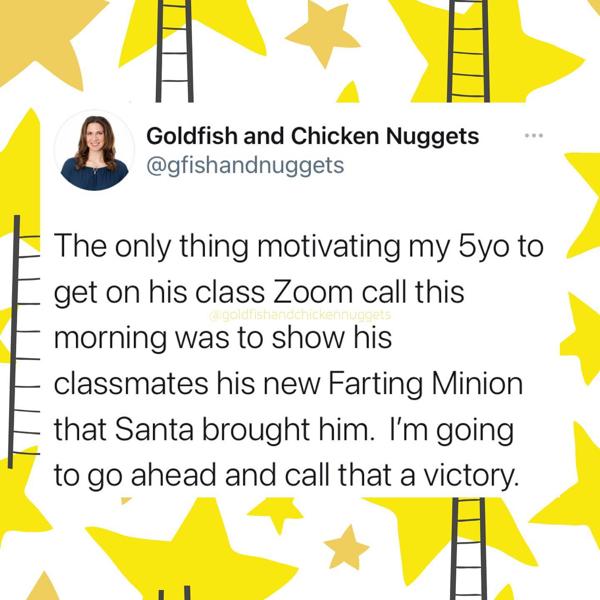 Goldfish and Chicken Nuggets
@gfishandnuggets
The only thing motivating my 5yo to
get on his class Zoom call this
@goldfishandchickennuggets
morning was to show his
classmates his new Farting Minion
that Santa brought him.  I'm going
to go ahead and call that a victory.